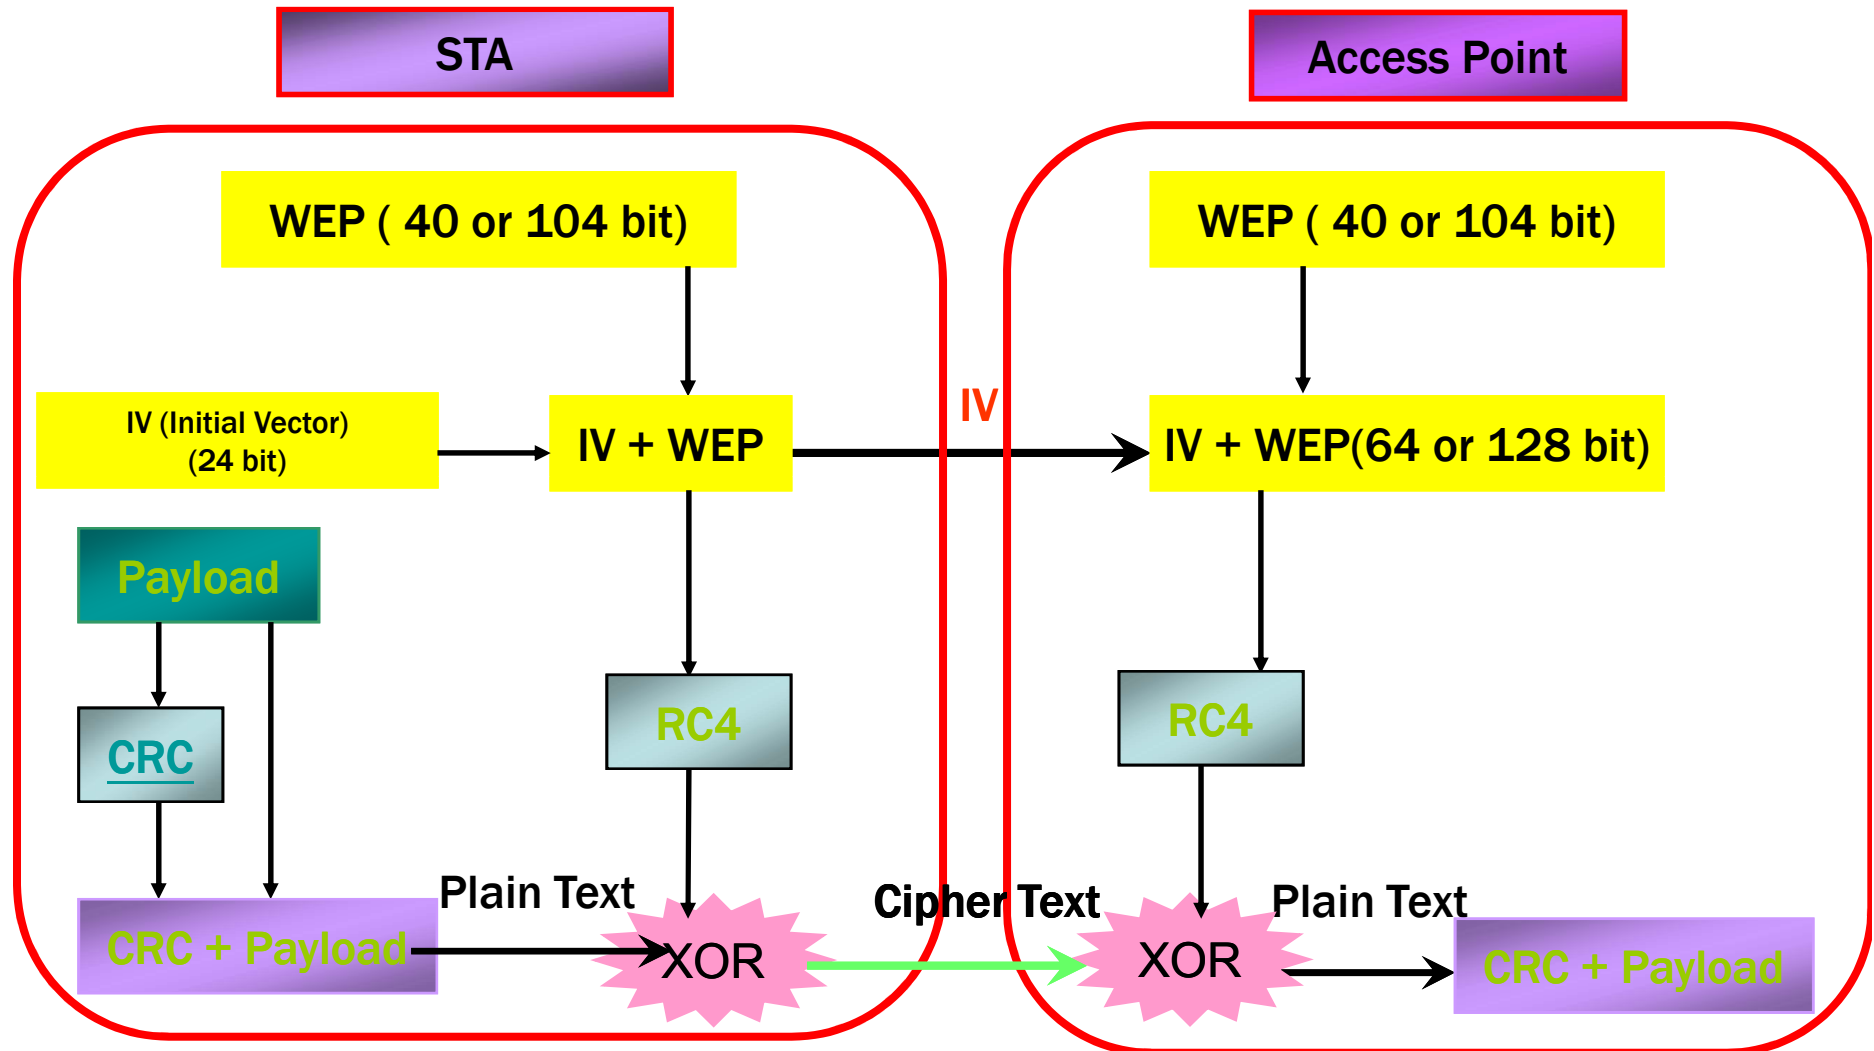 STA
Access Point
WEP ( 40 or 104 bit)
WEP ( 40 or 104 bit)
IV (Initial Vector)
(24 bit)
IV + WEP
IV
IV + WEP(64 or 128 bit)
Payload
RC4
RC4
CRC
Plain Text
Cipher Text
Plain Text
CRC + Payload
XOR
XOR
CRC + Payload